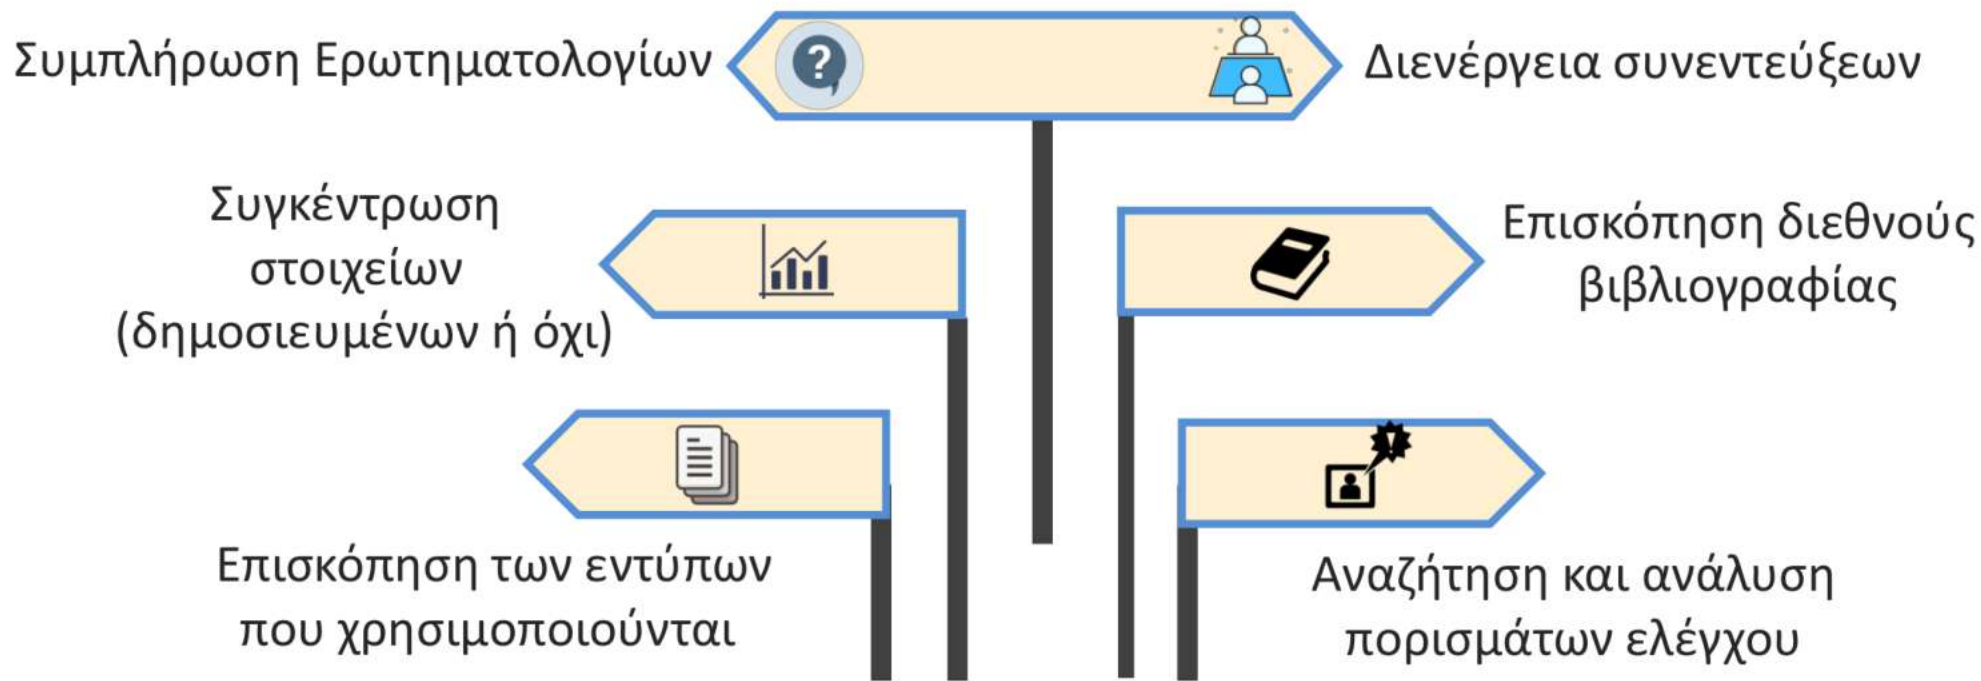 Συμπλήρωση Ερωτηματολογίων
?
Διενέργεια συνεντεύξεων
Συγκέντρωση
στοιχείων
(δημοσιευμένων ή όχι)
Επισκόπηση διεθνούς
βιβλιογραφίας
Επισκόπηση των εντύπων
που χρησιμοποιούνται
!
Αναζήτηση και ανάλυση
πορισμάτων ελέγχου